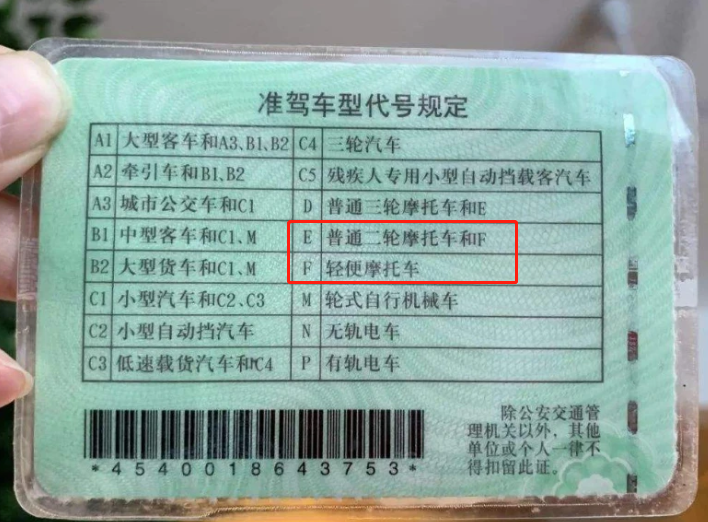 准驾车型代号规定
A1 大型客车和A3、B1、B2 C4 三轮汽车
A2 牵引车和B1、B2 C5 残疾人专用小型自动挡载客汽车
A3 城市公交车和C1 D 普通三轮摩托车和E
B1 中型客车和C1、M E 普通二轮摩托车和F
B2 大型货车和C1、M F 轻便摩托车
C1 小型汽车和C2、C3 M 轮式自行机械车
C2 小型自动挡汽车 N 无轨电车
C3 低速载货汽车和C4 P 有轨电车
除公安交通管
理机关以外，其他
单位或个人一律不
得扣留此证。
*4540018643753*